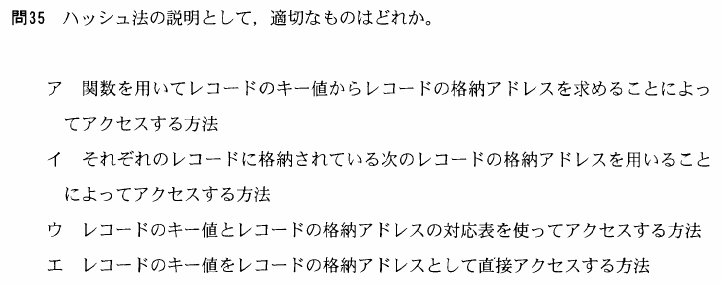 問35 ハッシュ法の説明として，適切なものはどれか。
ア 関数を用いてレコードのキー値からレコードの格納アドレスを求めることによっ
てアクセスする方法
イ それぞれのレコードに格納されている次のレコードの格納アドレスを用いること
によってアクセスする方法
ウ レコードのキー値とレコードの格納アドレスの対応表を使ってアクセスする方法
エ レコードのキー値をレコードの格納アドレスとして直接アクセスする方法